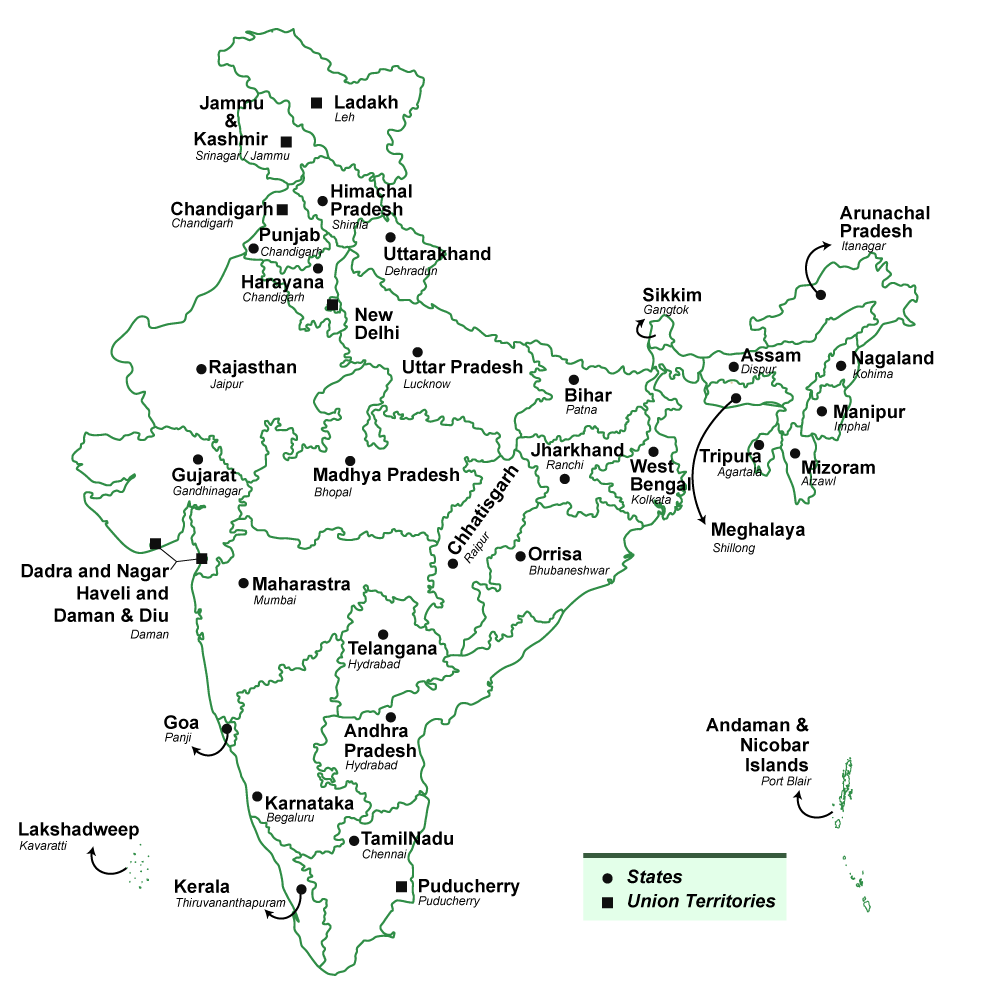 Jammu
&
Kashmir
Srinagar / Jammu
Ladakh
Leh
Himachal
Pradesh
Shimla
Chandigarh
Chandigarh
Punjab
Chandigarh
Uttarakhand
Dehradun
Harayana
Chandigarh
New
Delhi
Arunachal
Pradesh
Itanagar
Sikkim
Gangtok
Rajasthan
Jaipur
Uttar Pradesh
Lucknow
Bihar
Patna
Assam
Dispur
Nagaland
Kohima
Manipur
Imphal
Gujarat
Gandhinagar
Madhya Pradesh
Bhopal
Jharkhand
Ranchi
West
Bengal
Kolkata
Tripura
Agartala
Mizoram
Aizawl
Chhatisgarh
Raipur
Meghalaya
Shillong
Orrisa
Bhubaneshwar
Dadra and Nagar
Haveli and
Daman & Diu
Daman
Maharastra
Mumbai
Telangana
Hydrabad
Goa
Panji
Andhra
Pradesh
Hydrabad
Andaman &
Nicobar
Islands
Port Blair
Karnataka
Begaluru
Lakshadweep
Kavaratti
TamilNadu
Chennai
Kerala
Thiruvananthapuram
Puducherry
Puducherry
States
Union Territories